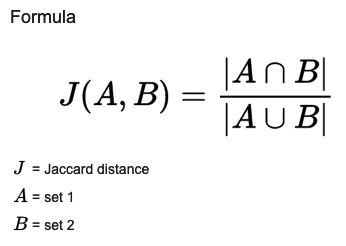 Formula
J(A, B) = |A ∩ B| / |A ∪ B|
J = Jaccard distance
A = set 1
B = set 2